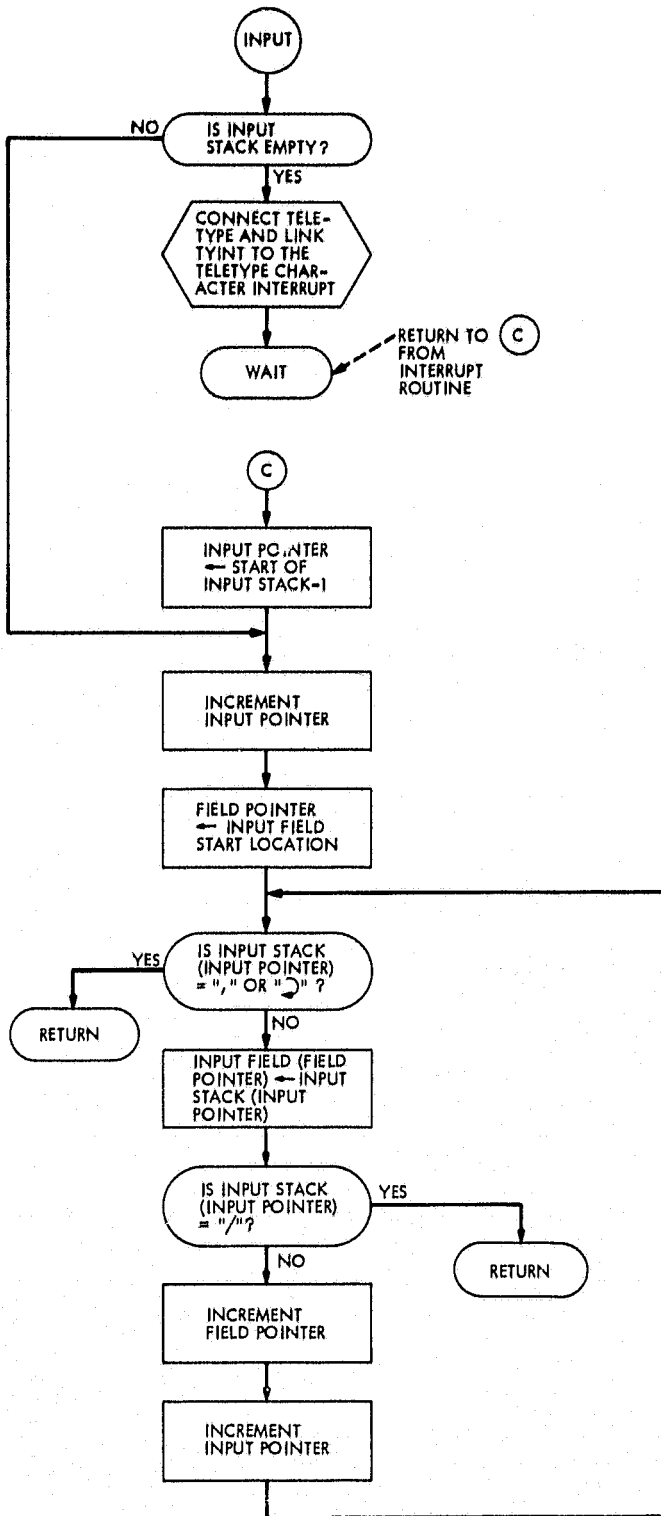 INPUT
NO
IS INPUT
STACK EMPTY?
YES
CONNECT TELE-
TYPE AND LINK
TYINT TO THE
TELETYPE CHAR-
ACTER INTERRUPT
WAIT
RETURN TO C
FROM
INTERRUPT
ROUTINE
C
INPUT POINTER
← START OF
INPUT STACK-1
INCREMENT
INPUT POINTER
FIELD POINTER
← INPUT FIELD
START LOCATION
YES
IS INPUT STACK
(INPUT POINTER)
= "," OR "⤶" ?
RETURN
NO
INPUT FIELD (FIELD
POINTER) ← INPUT
STACK (INPUT
POINTER)
IS INPUT STACK
(INPUT POINTER)
= "/"?
YES
RETURN
NO
INCREMENT
FIELD POINTER
INCREMENT
INPUT POINTER